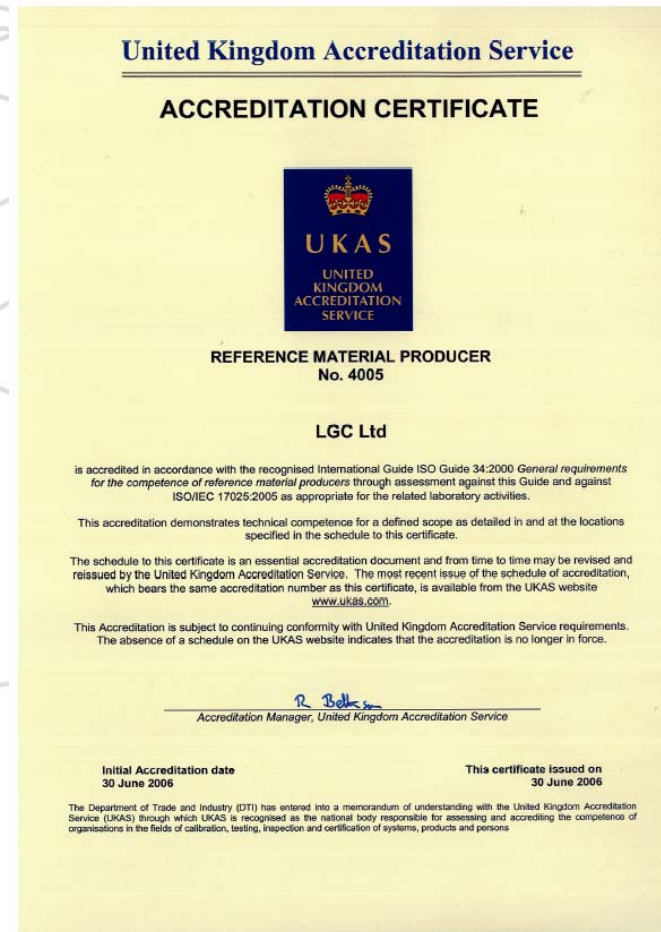 United Kingdom Accreditation Service
ACCREDITATION CERTIFICATE
UKAS
UNITED
KINGDOM
ACCREDITATION
SERVICE
REFERENCE MATERIAL PRODUCER
No. 4005
LGC Ltd
is accredited in accordance with the recognised International Guide ISO Guide 34:2000 General requirements
for the competence of reference material producers through assessment against this Guide and against
ISO/IEC 17025:2005 as appropriate for the related laboratory activities.
This accreditation demonstrates technical competence for a defined scope as detailed in and at the locations
specified in the schedule to this certificate.
The schedule to this certificate is an essential accreditation document and from time to time may be revised and
reissued by the United Kingdom Accreditation Service. The most recent issue of the schedule of accreditation,
which bears the same accreditation number as this certificate, is available from the UKAS website
www.ukas.com.
This Accreditation is subject to continuing conformity with United Kingdom Accreditation Service requirements.
The absence of a schedule on the UKAS website indicates that the accreditation is no longer in force.
Accreditation Manager, United Kingdom Accreditation Service
Initial Accreditation date
30 June 2006
This certificate issued on
30 June 2006
The Department of Trade and Industry (DTI) has entered into a memorandum of understanding with the United Kingdom Accreditation
Service (UKAS) through which UKAS is recognised as the national body responsible for assessing and accrediting the competence of
organisations in the fields of calibration, testing, inspection and certification of systems, products and persons